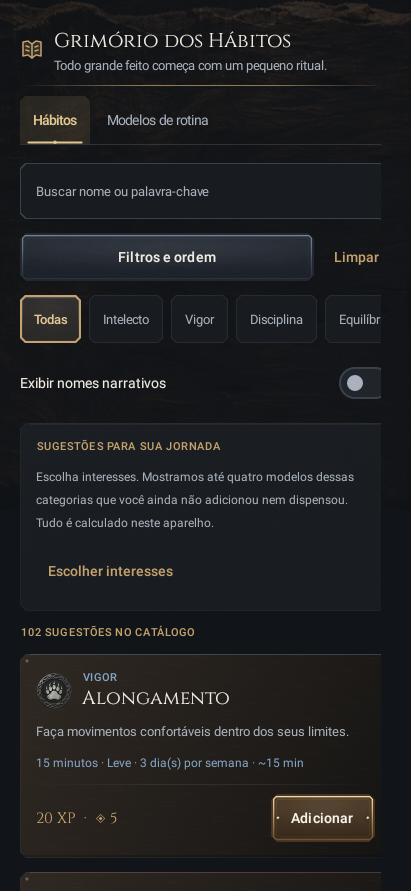 Grimório dos Hábitos
Todo grande feito começa com um pequeno ritual.
Hábitos Modelos de rotina
Buscar nome ou palavra-chave
Filtros e ordem Limpar
Todas Intelecto Vigor Disciplina Equilíbr
Exibir nomes narrativos
SUGESTÕES PARA SUA JORNADA
Escolha interesses. Mostramos até quatro modelos dessas
categorias que você ainda não adicionou nem dispensou.
Tudo é calculado neste aparelho.
Escolher interesses
102 SUGESTÕES NO CATÁLOGO
VIGOR
Alongamento
Faça movimentos confortáveis dentro dos seus limites.
15 minutos · Leve · 3 dia(s) por semana · ~15 min
20 XP · ◈ 5 Adicionar